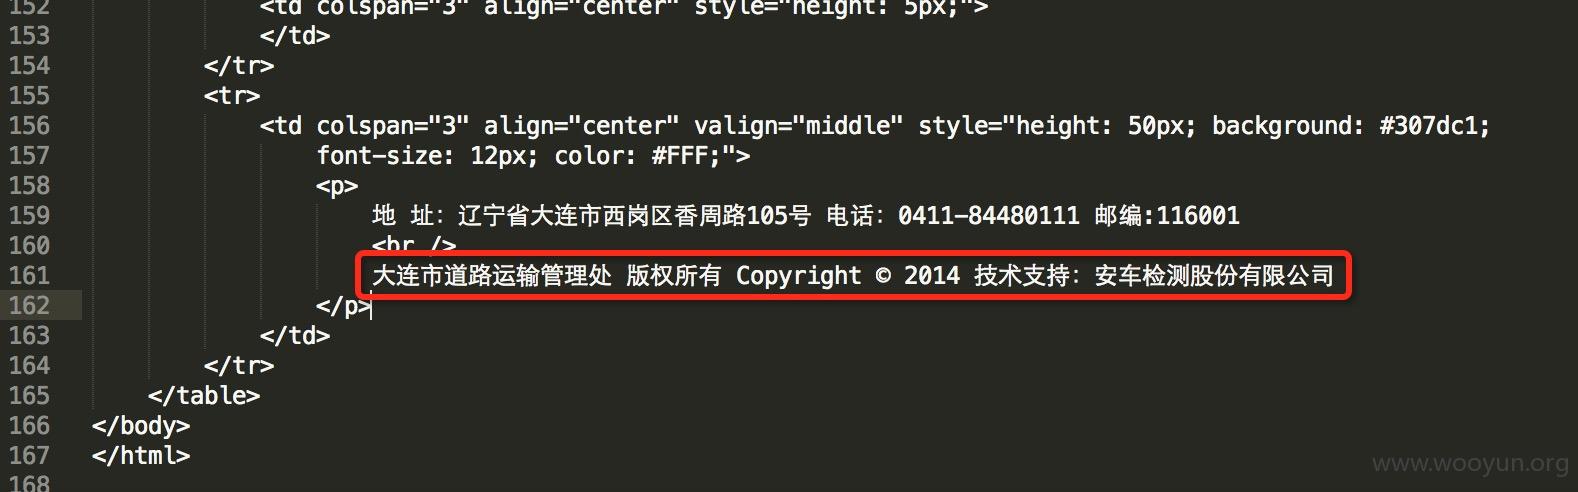 152 <td colspan="3" align="center" style="height: 5px;">
153 </td>
154 </tr>
155 <tr>
156 <td colspan="3" align="center" valign="middle" style="height: 50px; background: #307dc1;
157 font-size: 12px; color: #FFF;">
158 <p>
159 地 址: 辽宁省大连市西岗区香周路105号 电话: 0411-84480111 邮编:116001
160 <br />
161 大连市道路运输管理处 版权所有 Copyright © 2014 技术支持: 安车检测股份有限公司
162 </p>
163 </td>
164 </tr>
165 </table>
166 </body>
167 </html>
168
www.wooyun.org